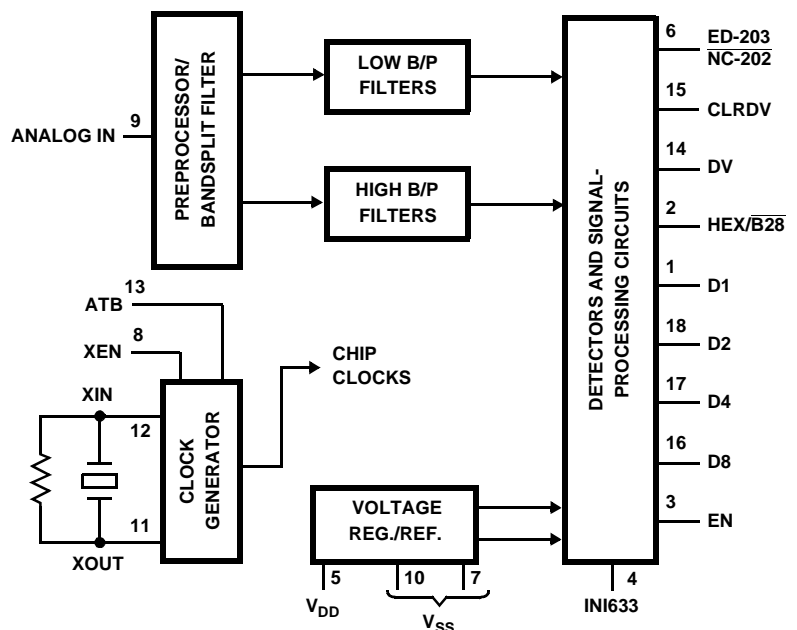 6 ED-203
NC-202
15 CLRDV
14 DV
2 HEX/B28
1 D1
18 D2
17 D4
16 D8
3 EN
4
INI633
LOW B/P
FILTERS
HIGH B/P
FILTERS
PREPROCESSOR/
BANDSPLIT FILTER
9
ANALOG IN
DETECTORS AND SIGNAL-
PROCESSING CIRCUITS
13
ATB
8
XEN
XIN
12
CLOCK
GENERATOR
11
XOUT
CHIP
CLOCKS
VOLTAGE
REG./REF.
5 10 7
VDD
VSS